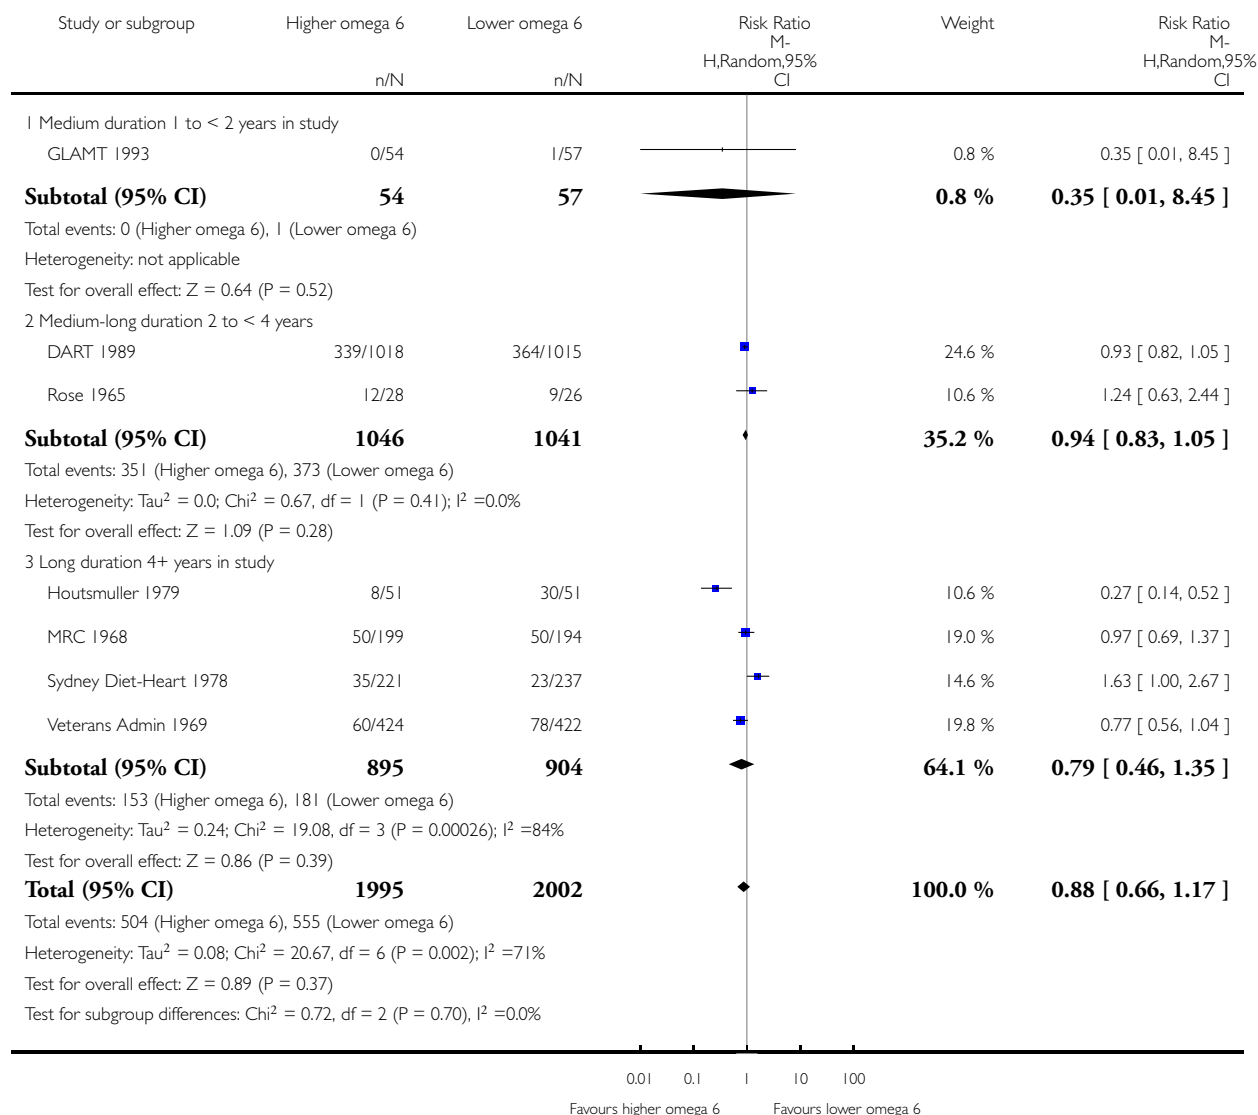 Study or subgroup Higher omega 6 Lower omega 6 Risk Ratio Weight Risk Ratio
n/N n/N M-H,Random,95% CI M-H,Random,95% CI
1 Medium duration 1 to < 2 years in study
GLAMT 1993 0/54 1/57 0.8 % 0.35 [ 0.01, 8.45 ]
Subtotal (95% CI) 54 57 0.8 % 0.35 [ 0.01, 8.45 ]
Total events: 0 (Higher omega 6), 1 (Lower omega 6)
Heterogeneity: not applicable
Test for overall effect: Z = 0.64 (P = 0.52)
2 Medium-long duration 2 to < 4 years
DART 1989 339/1018 364/1015 24.6 % 0.93 [ 0.82, 1.05 ]
Rose 1965 12/28 9/26 10.6 % 1.24 [ 0.63, 2.44 ]
Subtotal (95% CI) 1046 1041 35.2 % 0.94 [ 0.83, 1.05 ]
Total events: 351 (Higher omega 6), 373 (Lower omega 6)
Heterogeneity: Tau² = 0.0; Chi² = 0.67, df = 1 (P = 0.41); I² =0.0%
Test for overall effect: Z = 1.09 (P = 0.28)
3 Long duration 4+ years in study
Houtsmuller 1979 8/51 30/51 10.6 % 0.27 [ 0.14, 0.52 ]
MRC 1968 50/199 50/194 19.0 % 0.97 [ 0.69, 1.37 ]
Sydney Diet-Heart 1978 35/221 23/237 14.6 % 1.63 [ 1.00, 2.67 ]
Veterans Admin 1969 60/424 78/422 19.8 % 0.77 [ 0.56, 1.04 ]
Subtotal (95% CI) 895 904 64.1 % 0.79 [ 0.46, 1.35 ]
Total events: 153 (Higher omega 6), 181 (Lower omega 6)
Heterogeneity: Tau² = 0.24; Chi² = 19.08, df = 3 (P = 0.00026); I² =84%
Test for overall effect: Z = 0.86 (P = 0.39)
Total (95% CI) 1995 2002 100.0 % 0.88 [ 0.66, 1.17 ]
Total events: 504 (Higher omega 6), 555 (Lower omega 6)
Heterogeneity: Tau² = 0.08; Chi² = 20.67, df = 6 (P = 0.002); I² =71%
Test for overall effect: Z = 0.89 (P = 0.37)
Test for subgroup differences: Chi² = 0.72, df = 2 (P = 0.70), I² =0.0%
0.01 0.1 1 10 100
Favours higher omega 6 Favours lower omega 6